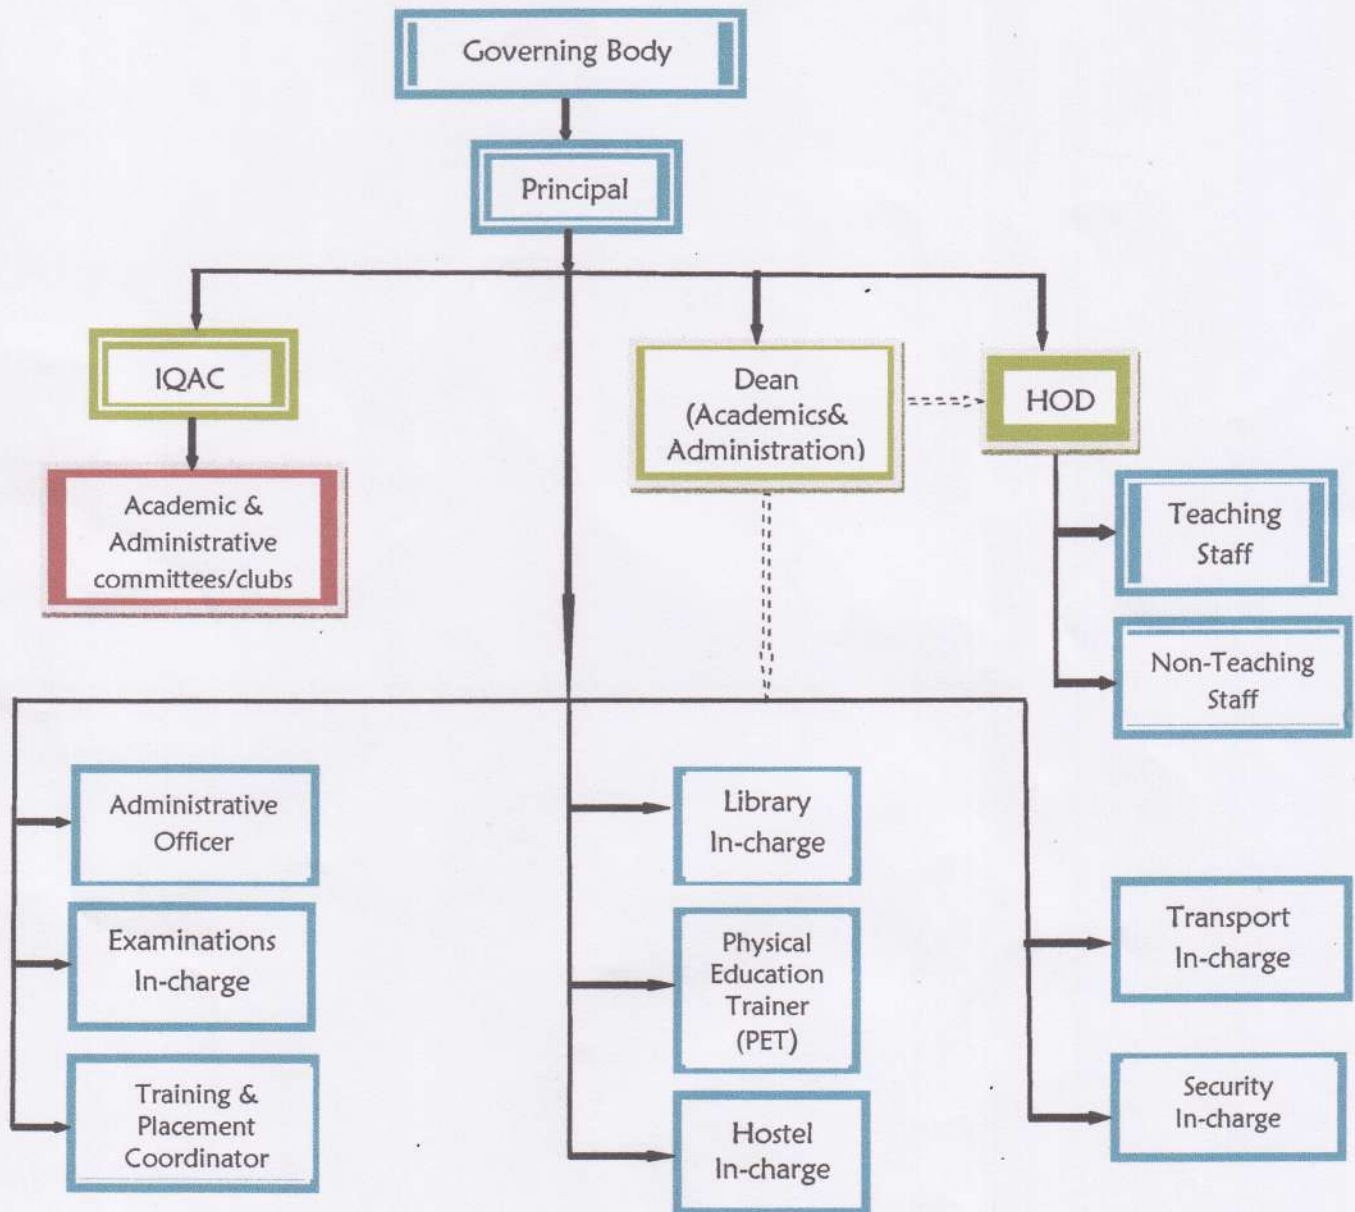 Governing Body
Principal
IQAC
Dean
(Academics&
Administration)
HOD
Academic &
Administrative
committees/clubs
Teaching
Staff
Non-Teaching
Staff
Administrative
Officer
Library
In-charge
Examinations
In-charge
Physical
Education
Trainer
(PET)
Transport
In-charge
Training &
Placement
Coordinator
Hostel
In-charge
Security
In-charge